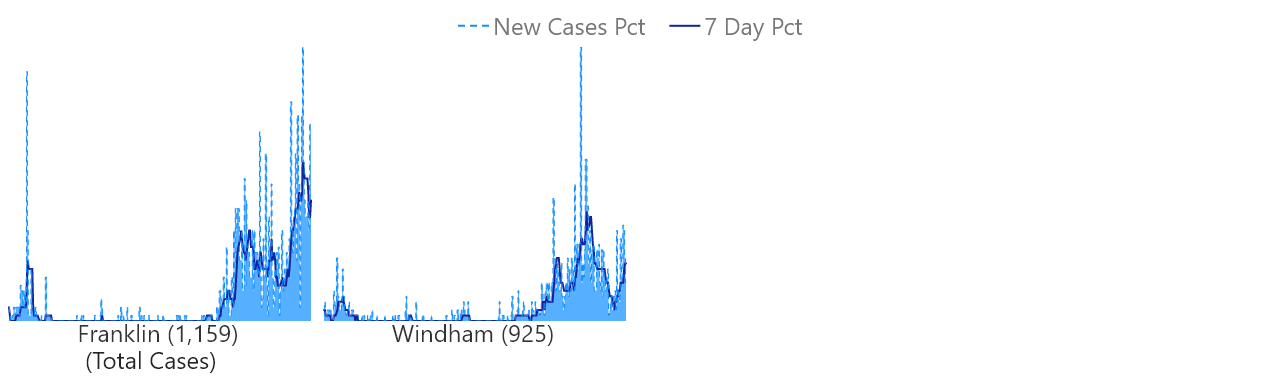 New Cases Pct 7 Day Pct
Franklin (1,159) Windham (925)
(Total Cases)